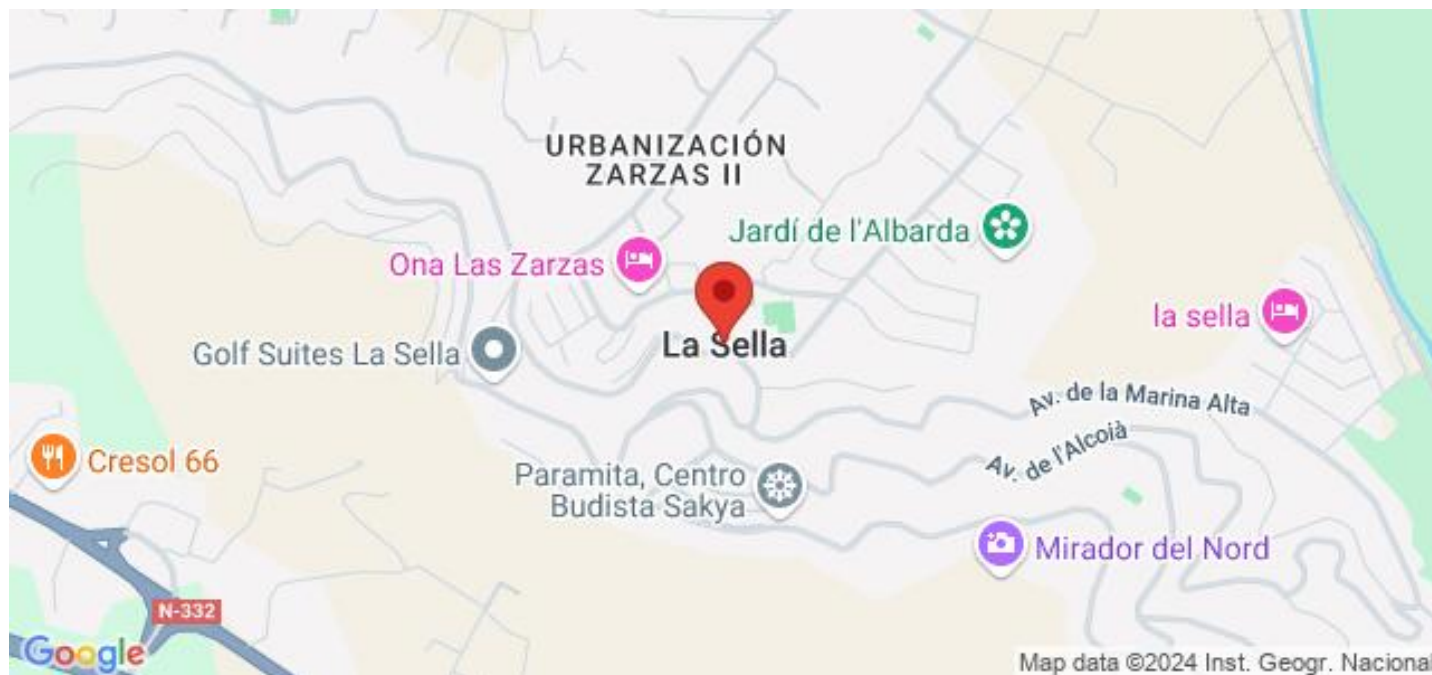 URBANIZACIÓN
ZARZAS II
Jardí de l'Albarda
Ona Las Zarzas
la sella
La Sella
Golf Suites La Sella
Av. de la Marina Alta
Av. de l'Alcoià
Cresol 66
Paramita, Centro
Budista Sakya
Mirador del Nord
N-332
Google
Map data ©2024 Inst. Geogr. Nacional